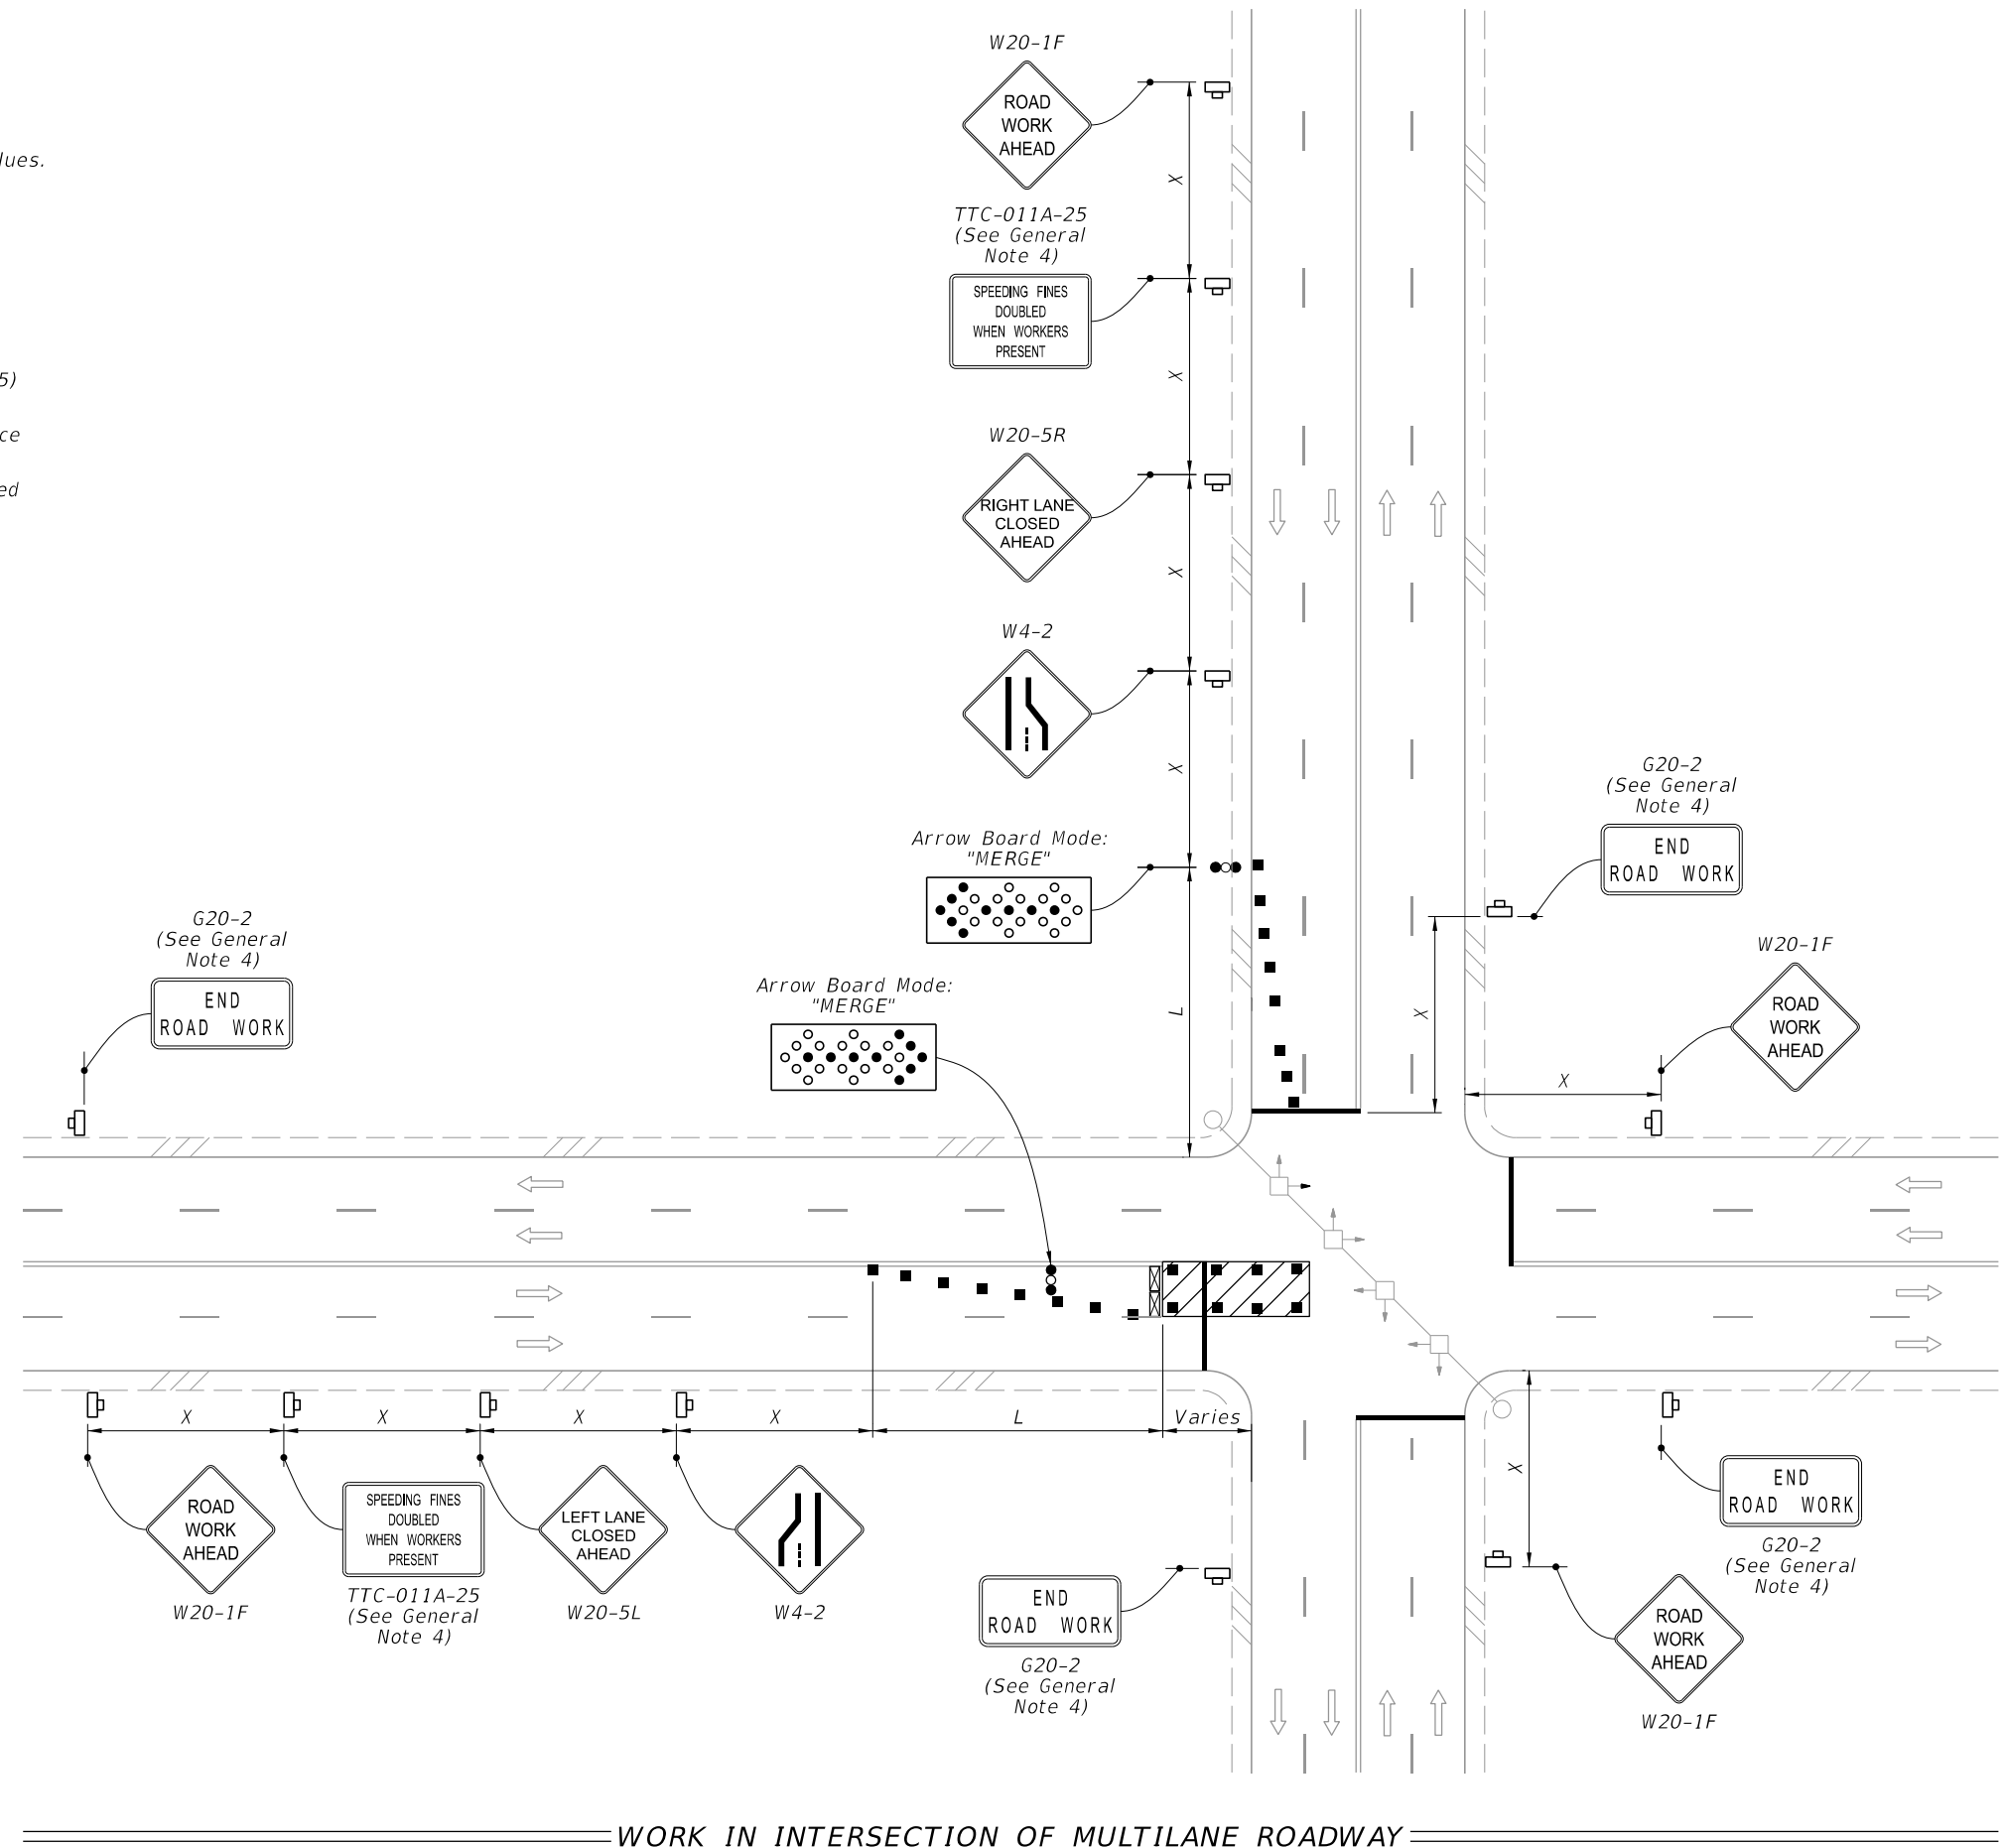 lues.
5)
ce
ed
W20-1F
ROAD
WORK
AHEAD
X
TTC-011A-25
(See General
Note 4)
SPEEDING FINES
DOUBLED
WHEN WORKERS
PRESENT
X
W20-5R
RIGHT LANE
CLOSED
AHEAD
X
W4-2
X
Arrow Board Mode:
"MERGE"
L
G20-2
(See General
Note 4)
END
ROAD WORK
X
W20-1F
ROAD
WORK
AHEAD
X
G20-2
(See General
Note 4)
END
ROAD WORK
Arrow Board Mode:
"MERGE"
X
X
X
X
L
Varies
ROAD
WORK
AHEAD
W20-1F
SPEEDING FINES
DOUBLED
WHEN WORKERS
PRESENT
TTC-011A-25
(See General
Note 4)
LEFT LANE
CLOSED
AHEAD
W20-5L
W4-2
END
ROAD WORK
G20-2
(See General
Note 4)
X
END
ROAD WORK
G20-2
(See General
Note 4)
ROAD
WORK
AHEAD
W20-1F
WORK IN INTERSECTION OF MULTILANE ROADWAY